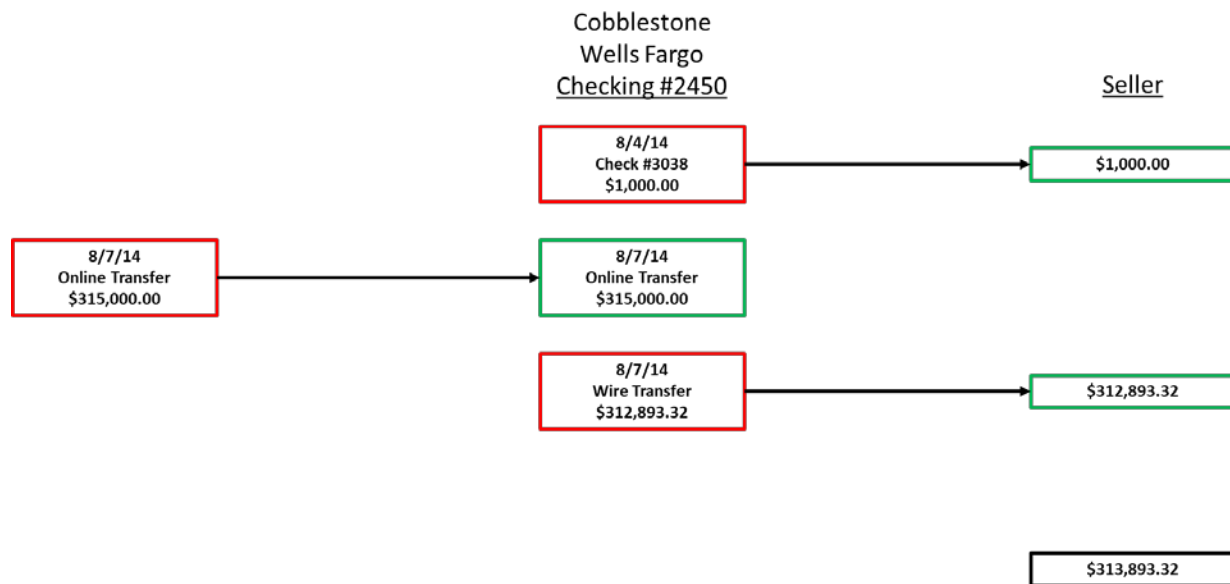 Cobblestone
Wells Fargo
Checking #2450
Seller
8/4/14
Check #3038
$1,000.00
$1,000.00
8/7/14
Online Transfer
$315,000.00
8/7/14
Online Transfer
$315,000.00
8/7/14
Wire Transfer
$312,893.32
$312,893.32
$313,893.32